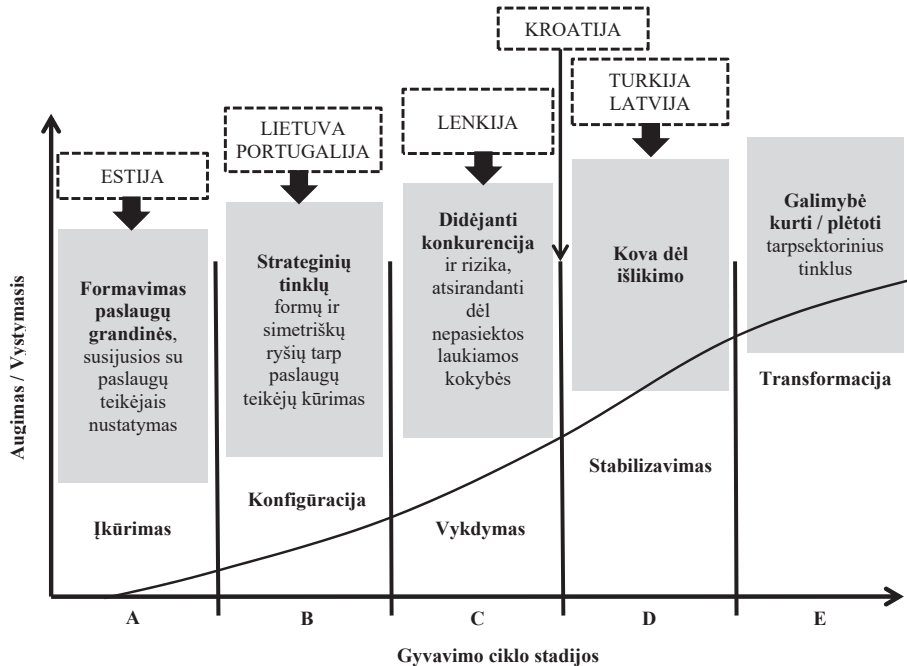 KROATIJA
TURKIJA
LATVIJA
LENKIJA
LIETUVA
PORTUGALIJA
ESTIJA
Augimas / Vystymasis
Formavimas
paslaugų
grandinės,
susijusios su
paslaugų
teikėjais
nustatymas
Strateginių
tinklų
formų ir
simetriškų
ryšių tarp
paslaugų
teikėjų kūrimas
Didėjanti
konkurencija
ir rizika,
atsirandanti
dėl
nepasiektos
laukiamos
kokybės
Kova dėl
išlikimo
Galimybė
kurti / plėtoti
tarpsektorinius
tinklus
Įkūrimas
Konfigūracija
Vykdymas
Stabilizavimas
Transformacija
A B C D E
Gyvavimo ciklo stadijos